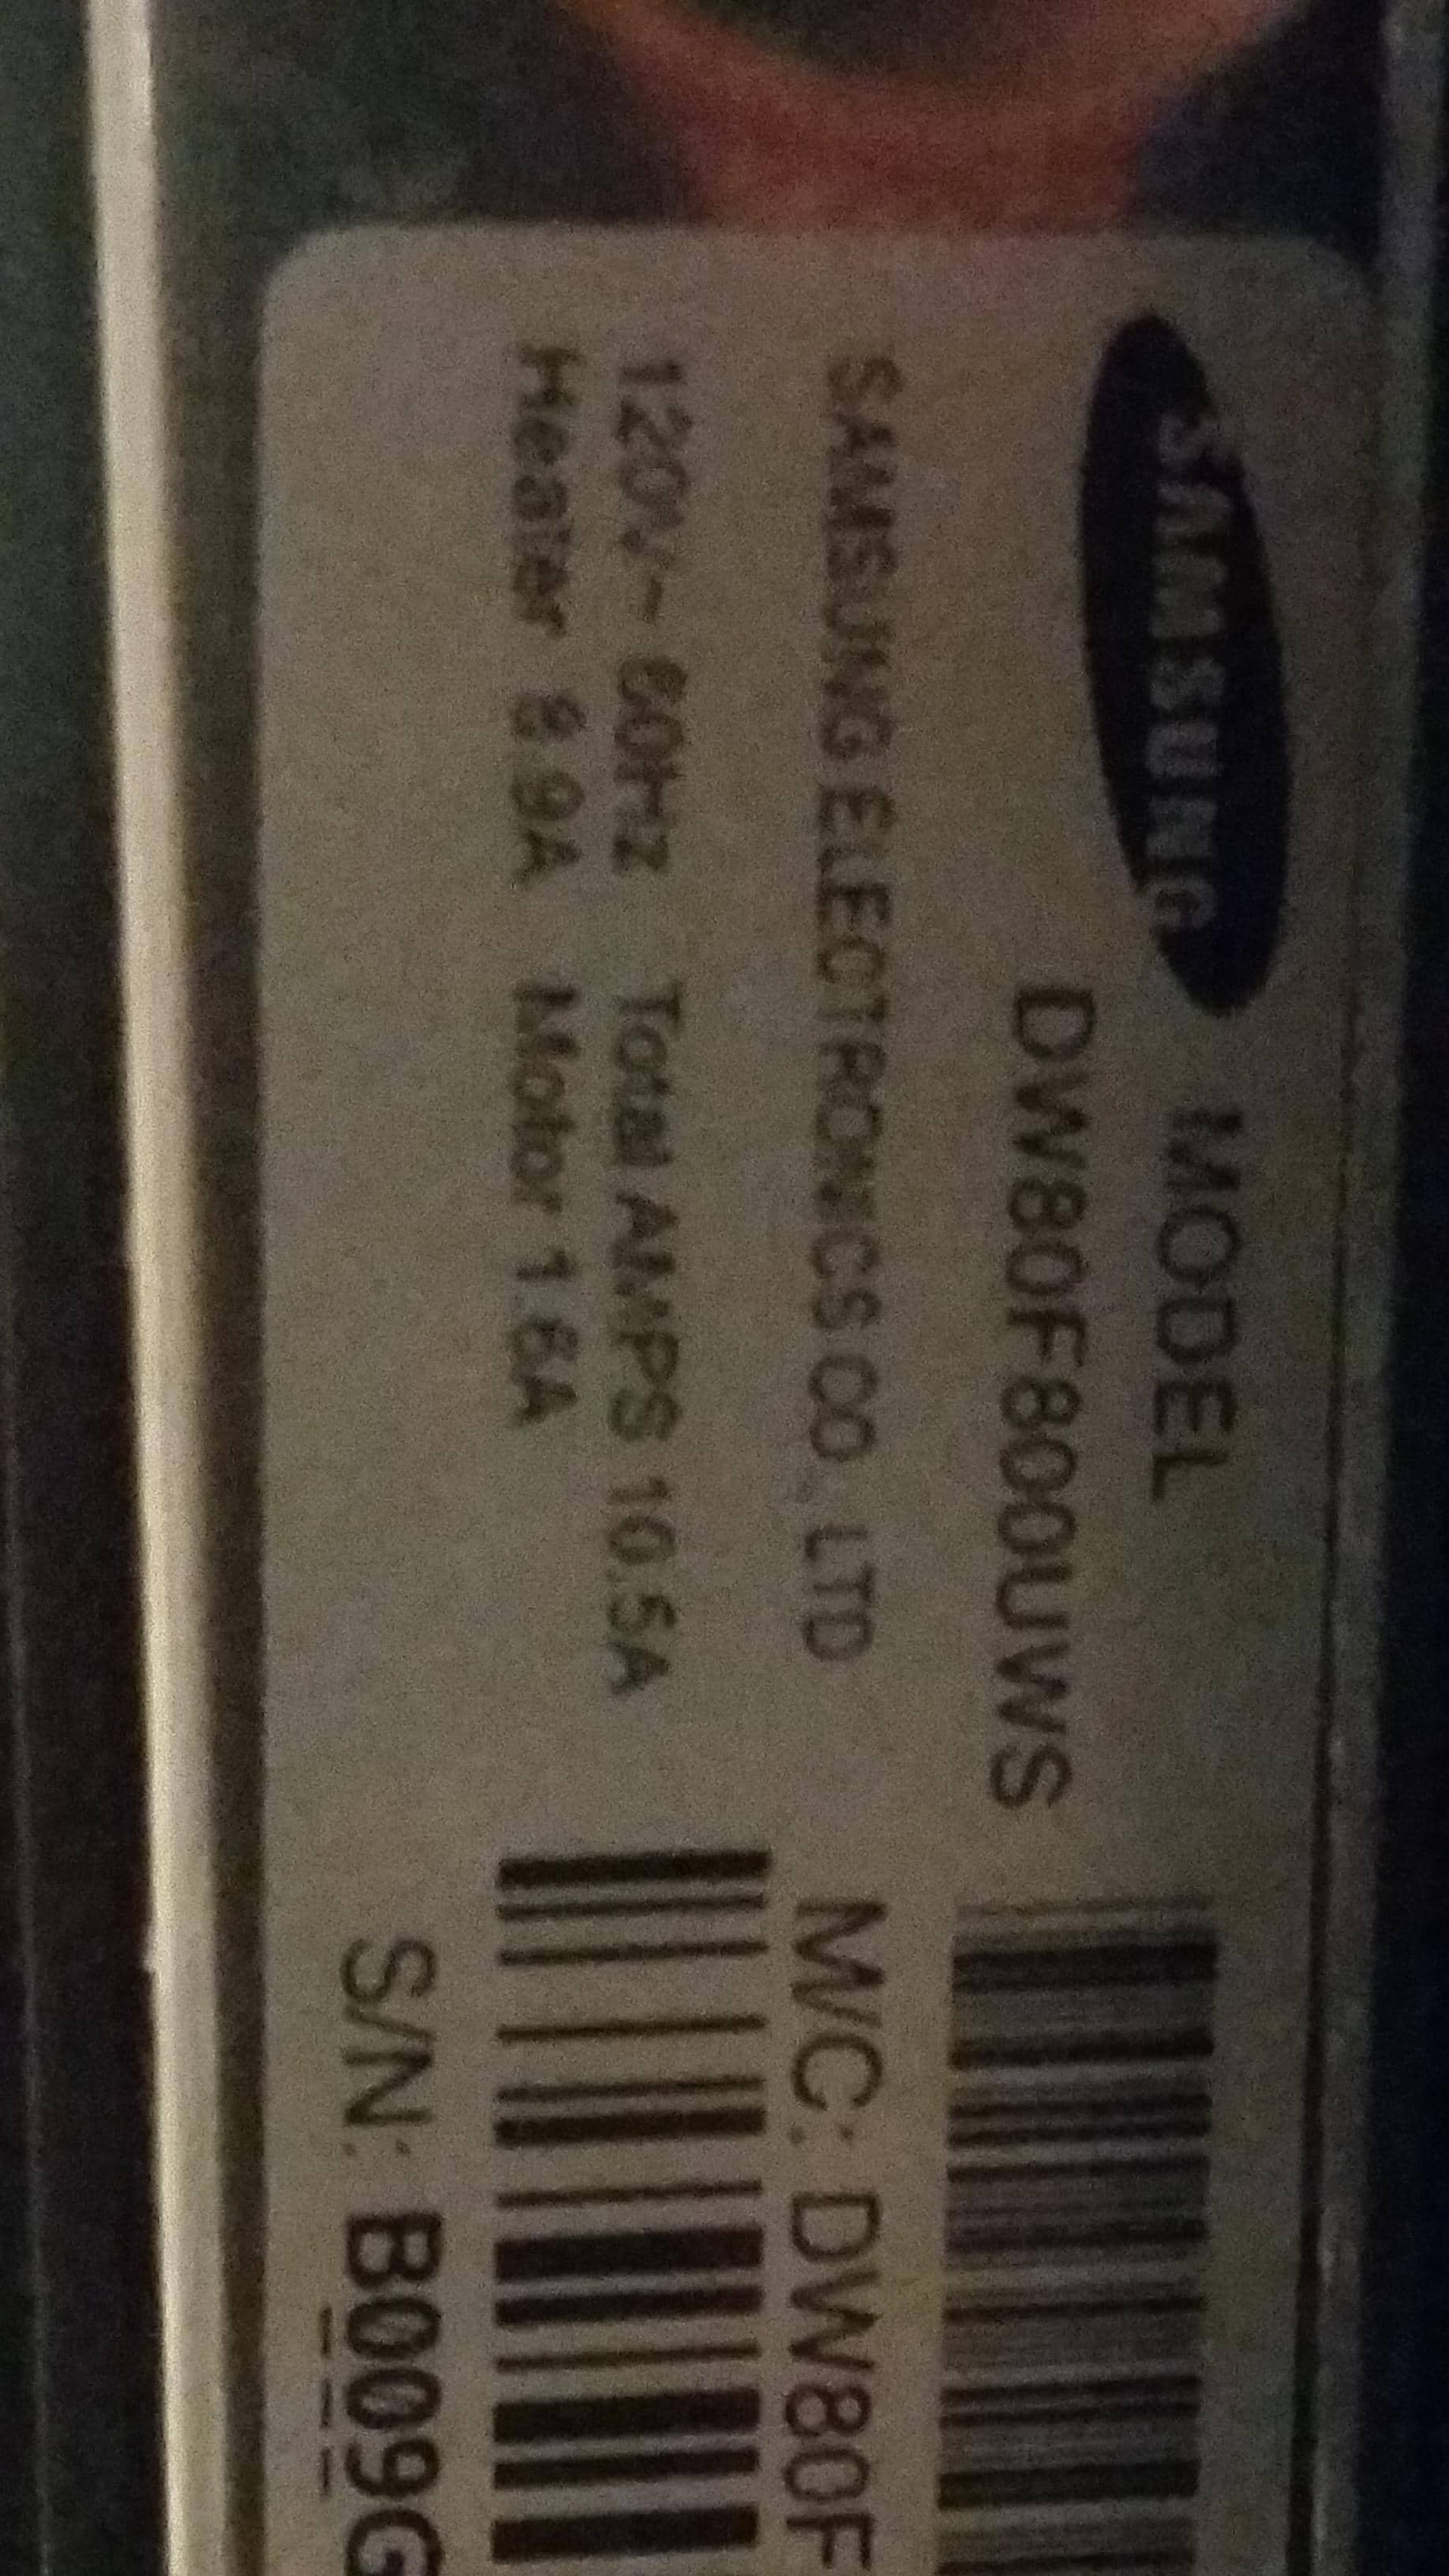 SAMSUNG
MODEL
DW80F800UWS
SAMSUNG ELECTRONICS CO., LTD
120V~ 60Hz Total AMPS 10.5A
Heater 8.9A Motor 1.6A
MC: DW80F
S/N: B009G